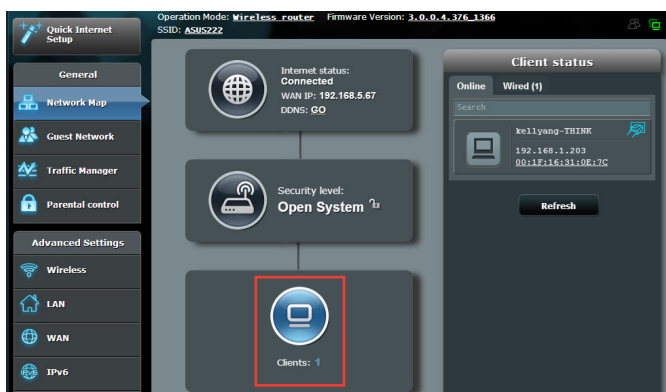 Quick Internet
Setup
Operation Mode: Wireless router Firmware Version: 3.0.0.4.376_1366
SSID: ASUS222
General
Network Map
Guest Network
Traffic Manager
Parental control
Advanced Settings
Wireless
LAN
WAN
IPv6
Internet status:
Connected
WAN IP: 192.168.5.67
DDNS: GO
Security level:
Open System
Clients: 1
Client status
Online Wired (1)
Search
kellyang-THINK
192.168.1.203
00:1F:16:31:0E:7C
Refresh